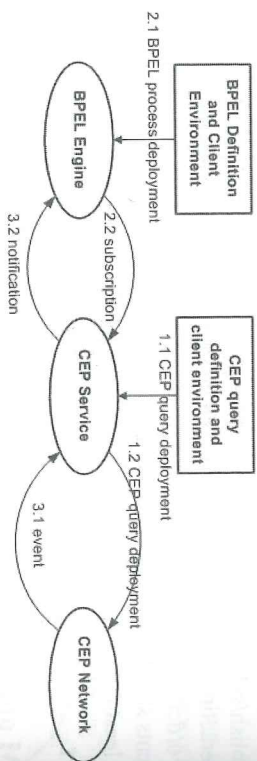 BPEL Definition
and Client
Environment
CEP query
definition and
client environment
2.1 BPEL process deployment
1.1 CEP query deployment
2.2 subscription
1.2 CEP query deployment
BPEL Engine
CEP Service
CEP Network
3.2 notification
3.1 event